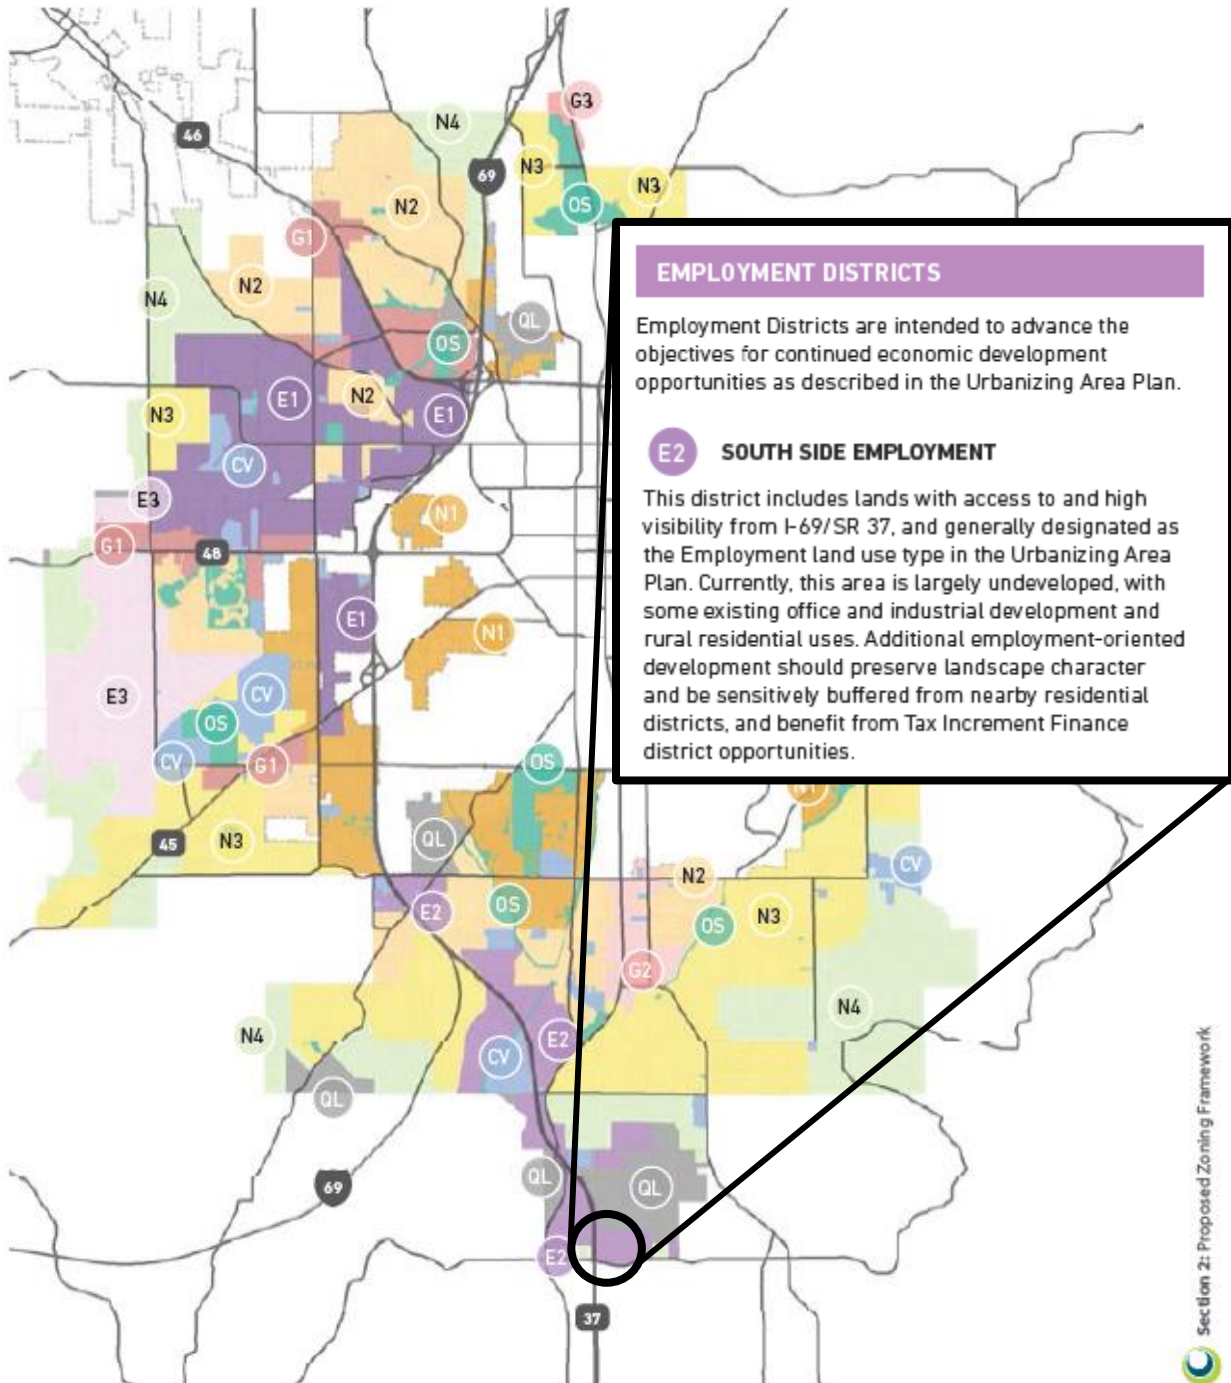 G3
N4
46
N3
69
N3
N2
OS
G1
N2
N4
QL
OS
N2
E1
E1
N3
CV
E3
N1
G1
48
E1
N1
E3
CV
OS
CV
G1
OS
N3
45
QL
N2
CV
E2
OS
OS
N3
G2
N4
N4
E2
CV
QL
QL
QL
69
E2
37
EMPLOYMENT DISTRICTS
Employment Districts are intended to advance the
objectives for continued economic development
opportunities as described in the Urbanizing Area Plan.
E2 SOUTH SIDE EMPLOYMENT
This district includes lands with access to and high
visibility from I-69/SR 37, and generally designated as
the Employment land use type in the Urbanizing Area
Plan. Currently, this area is largely undeveloped, with
some existing office and industrial development and
rural residential uses. Additional employment-oriented
development should preserve landscape character
and be sensitively buffered from nearby residential
districts, and benefit from Tax Increment Finance
district opportunities.
Section 2: Proposed Zoning Framework